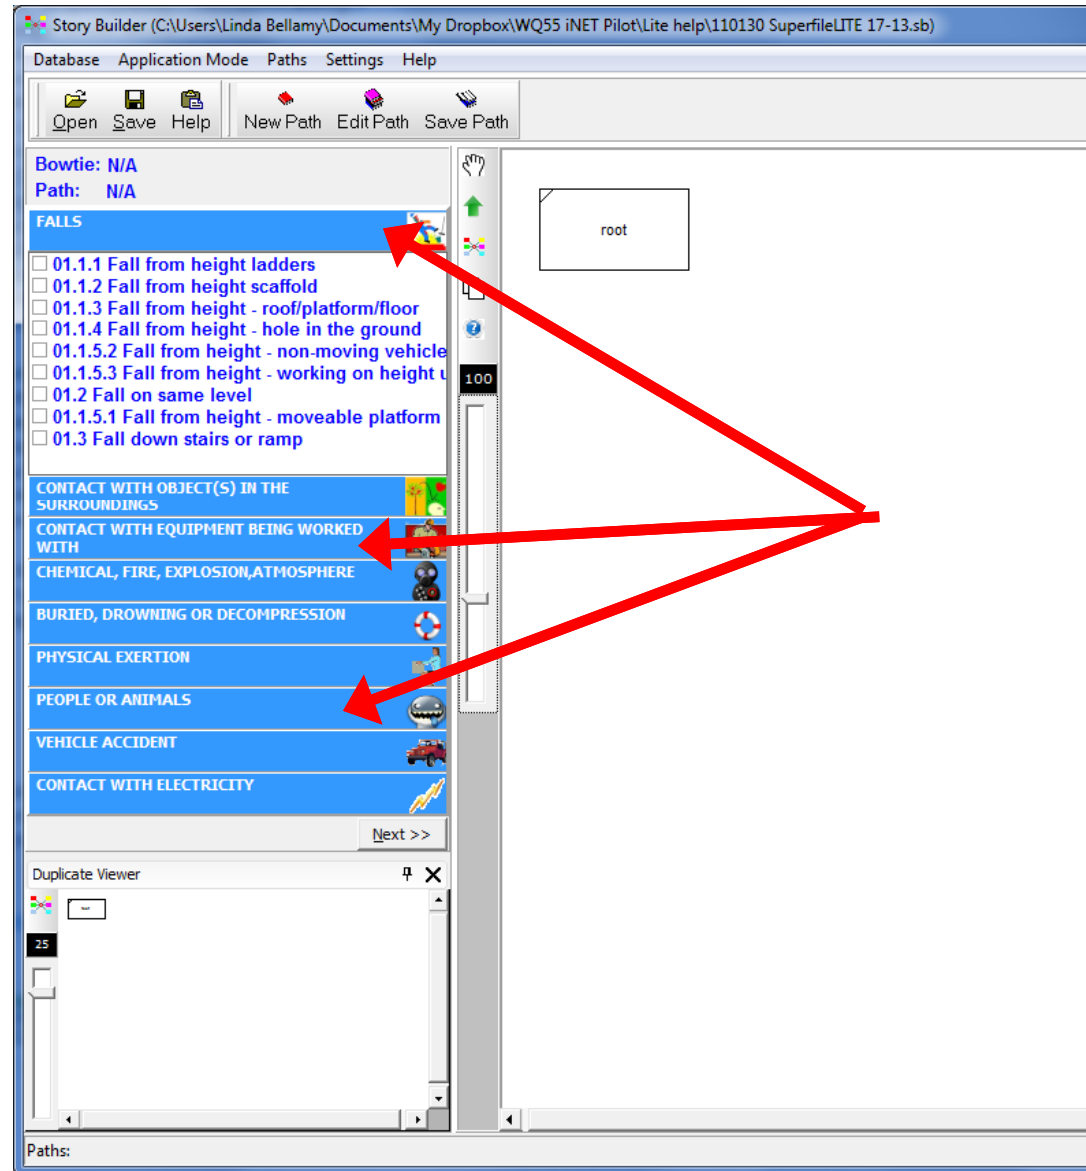 Story Builder (C:\Users\Linda Bellamy\Documents\My Dropbox\WQ55 iNET Pilot\Lite help\110130 SuperfileLITE 17-13.sb)
Database Application Mode Paths Settings Help
Open Save Help New Path Edit Path Save Path
Bowtie: N/A
Path: N/A
FALLS
root
01.1.1 Fall from height ladders
01.1.2 Fall from height scaffold
01.1.3 Fall from height - roof/platform/floor
01.1.4 Fall from height - hole in the ground
01.1.5.2 Fall from height - non-moving vehicle
01.1.5.3 Fall from height - working on height
100
01.2 Fall on same level
01.1.5.1 Fall from height - moveable platform
01.3 Fall down stairs or ramp
CONTACT WITH OBJECT(S) IN THE
SURROUNDINGS
CONTACT WITH EQUIPMENT BEING WORKED
WITH
CHEMICAL, FIRE, EXPLOSION,ATMOSPHERE
BURIED, DROWNING OR DECOMPRESSION
PHYSICAL EXERTION
PEOPLE OR ANIMALS
VEHICLE ACCIDENT
CONTACT WITH ELECTRICITY
Next >>
Duplicate Viewer
25
Paths: